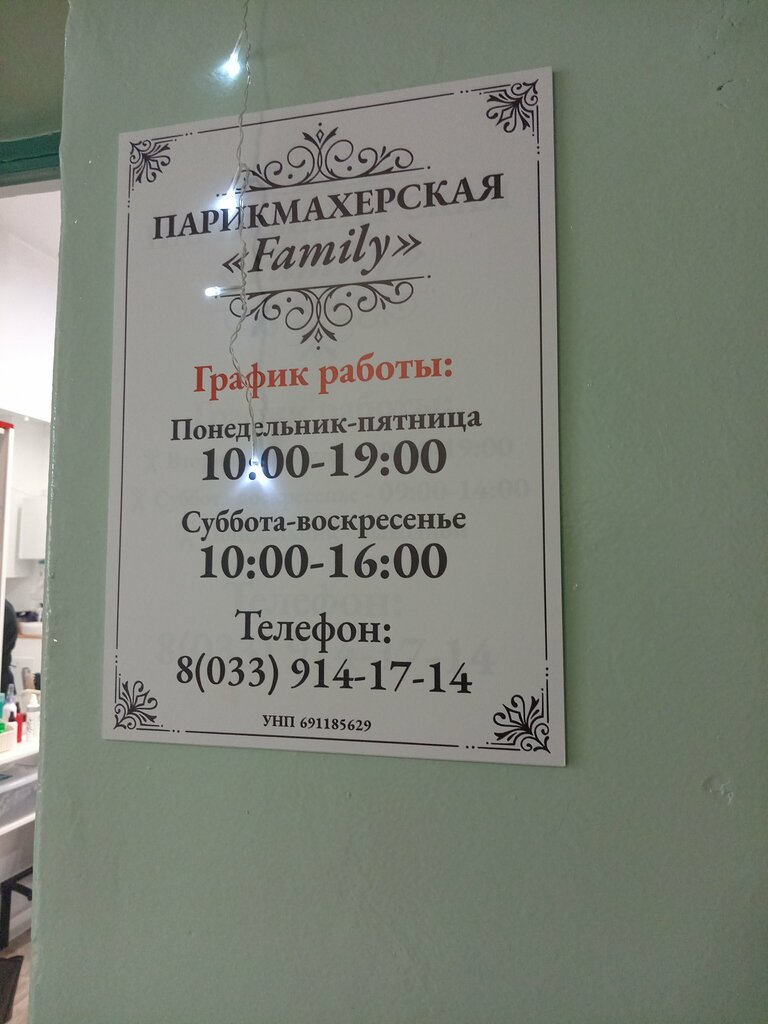 ПАРИКМАХЕРСКАЯ
«Family»
График работы:
Понедельник-пятница
10:00-19:00
Суббота-воскресенье
10:00-16:00
Телефон:
8(033) 914-17-14
УНП 691185629